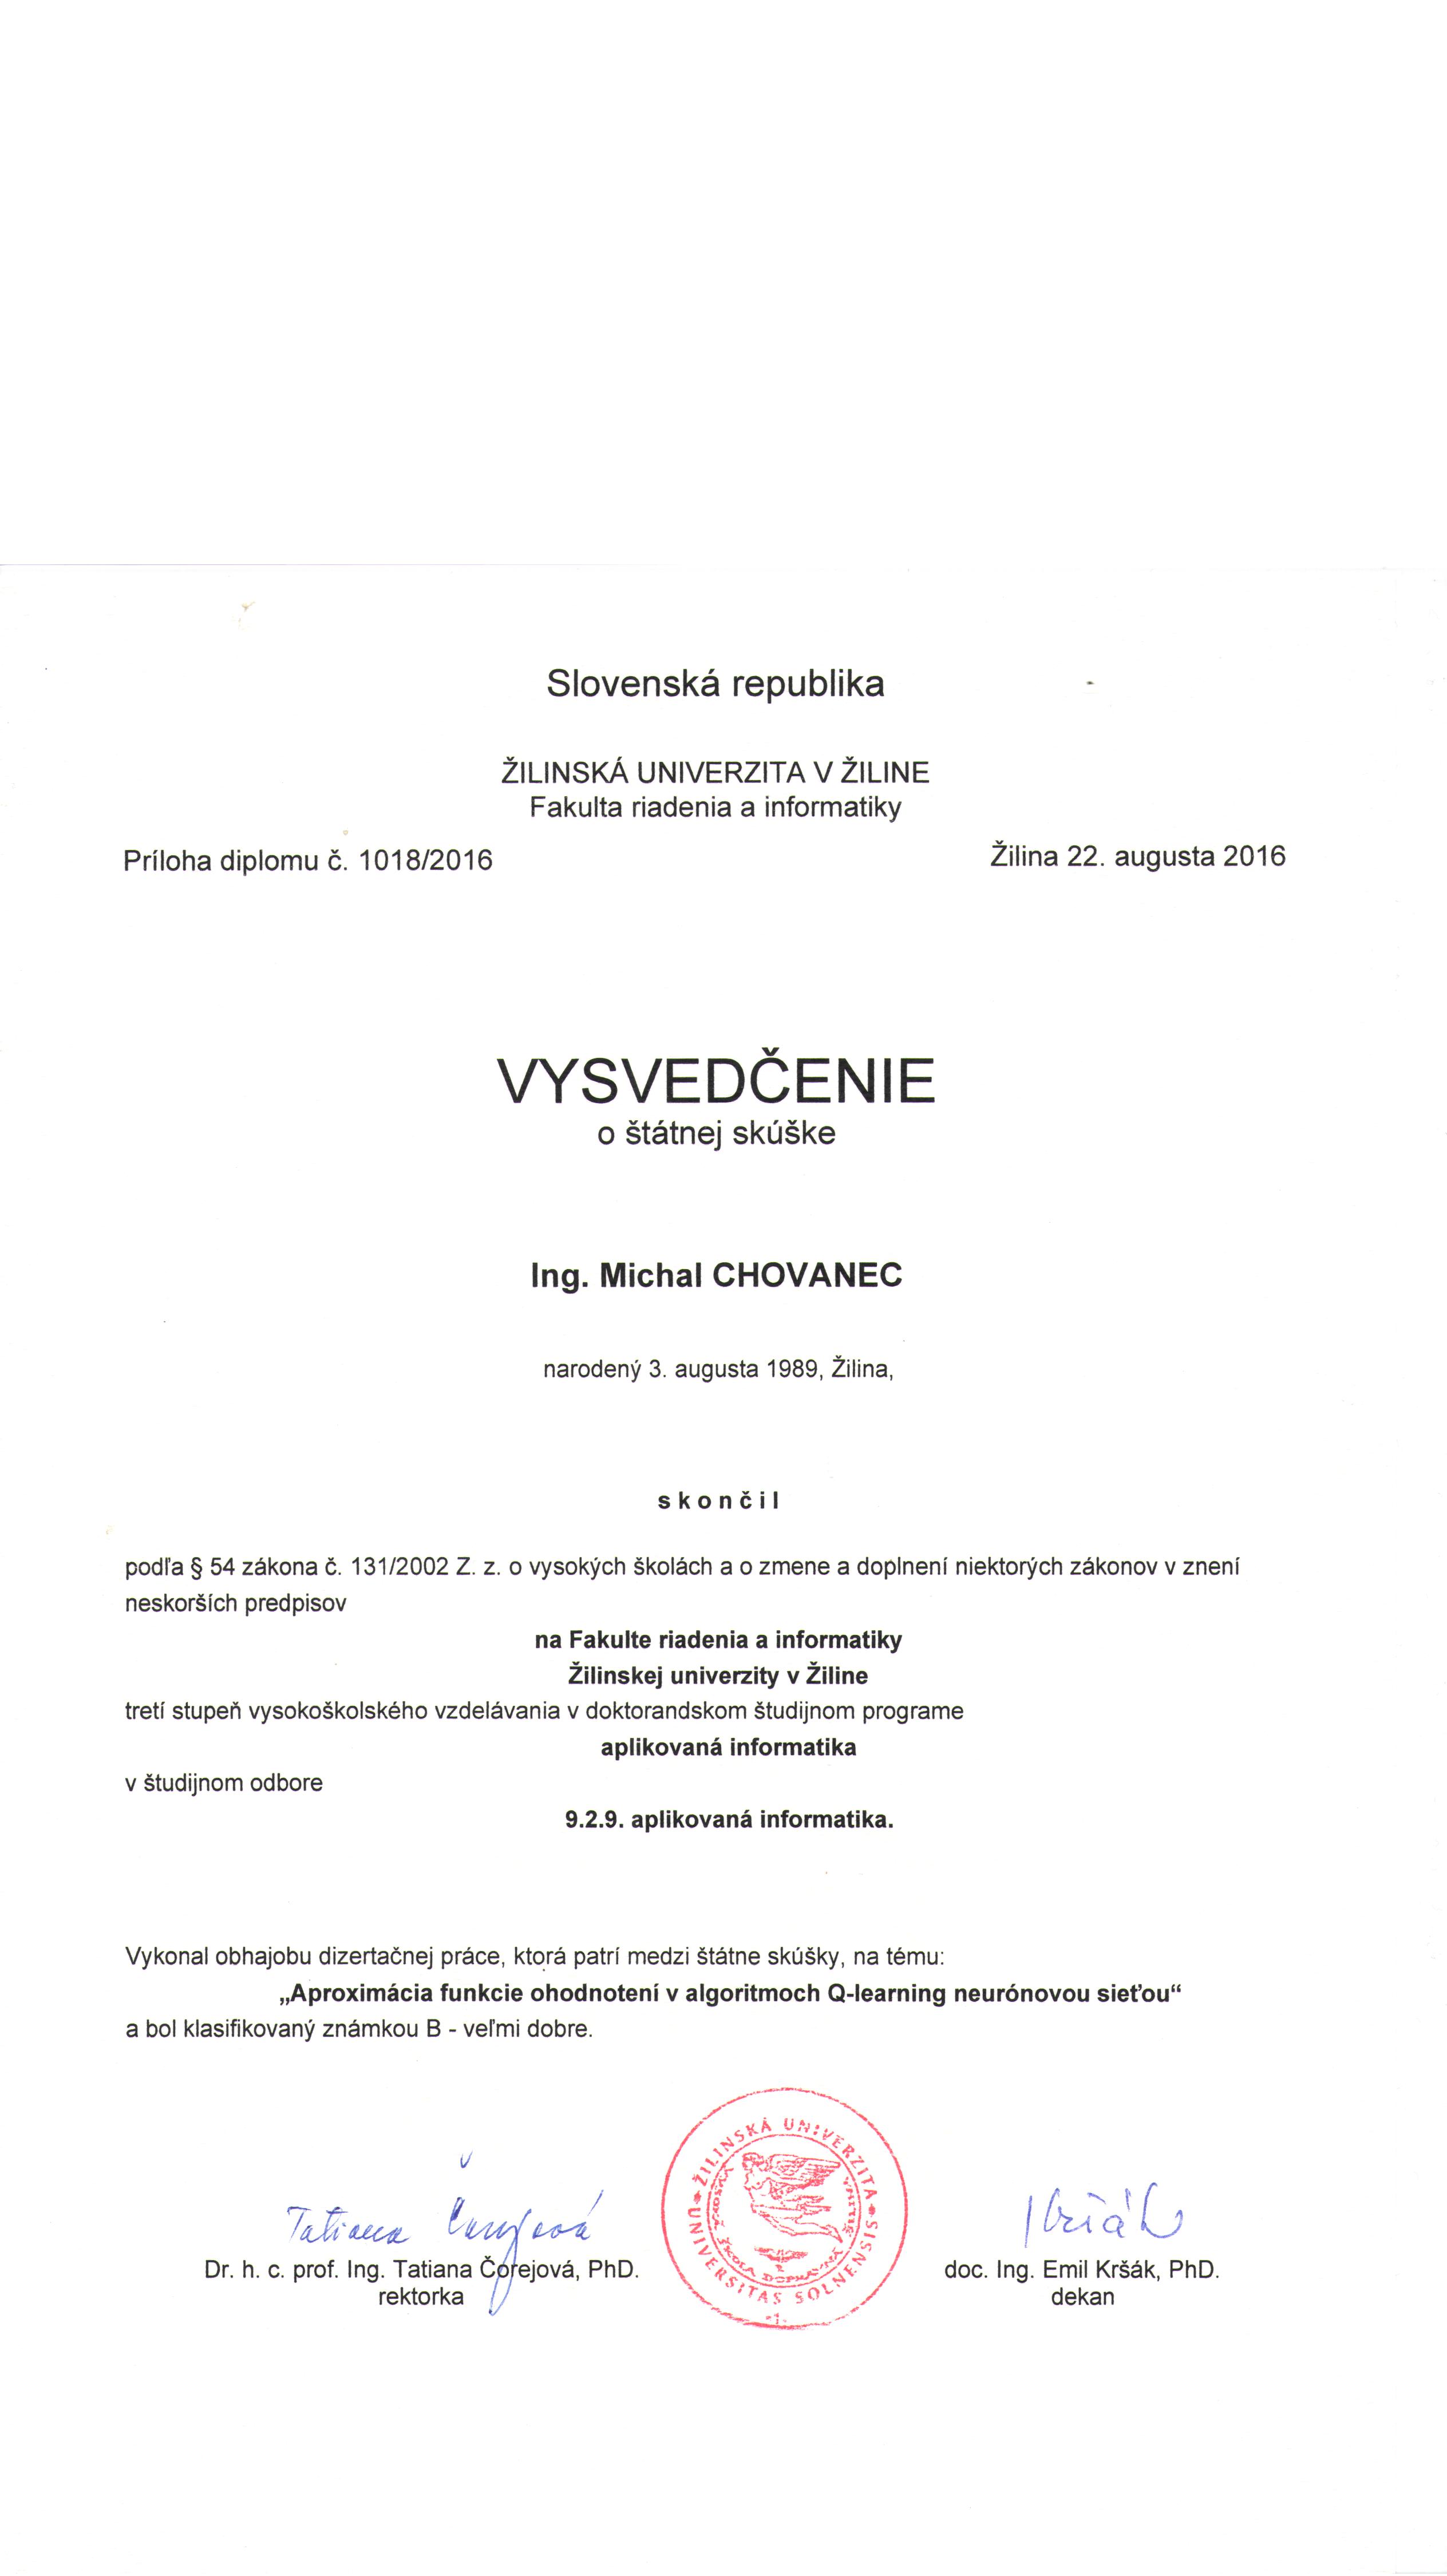 Slovenská republika
ŽILINSKÁ UNIVERZITA V ŽILINE
Fakulta riadenia a informatiky
Príloha diplomu č. 1018/2016
Žilina 22. augusta 2016
VYSVEDČENIE
o štátnej skúške
Ing. Michal CHOVANEC
narodený 3. augusta 1989, Žilina,
skončil
podľa § 54 zákona č. 131/2002 Z. z. o vysokých školách a o zmene a doplnení niektorých zákonov v znení
neskorších predpisov
na Fakulte riadenia a informatiky
Žilinskej univerzity v Žiline
tretí stupeň vysokoškolského vzdelávania v doktorandskom študijnom programe
aplikovaná informatika
v študijnom odbore
9.2.9. aplikovaná informatika.
Vykonal obhajobu dizertačnej práce, ktorá patrí medzi štátne skúšky, na tému:
„Aproximácia funkcie ohodnotení v algoritmoch Q-learning neurónovou sieťou“
a bol klasifikovaný známkou B - veľmi dobre.
Tatiana Čorejová
Kršák
ŽILINSKÁ UNIVERZITA
UNIVERSITAS SOLNENSIS
-1-
Dr. h. c. prof. Ing. Tatiana Čorejová, PhD.
rektorka
doc. Ing. Emil Kršák, PhD.
dekan